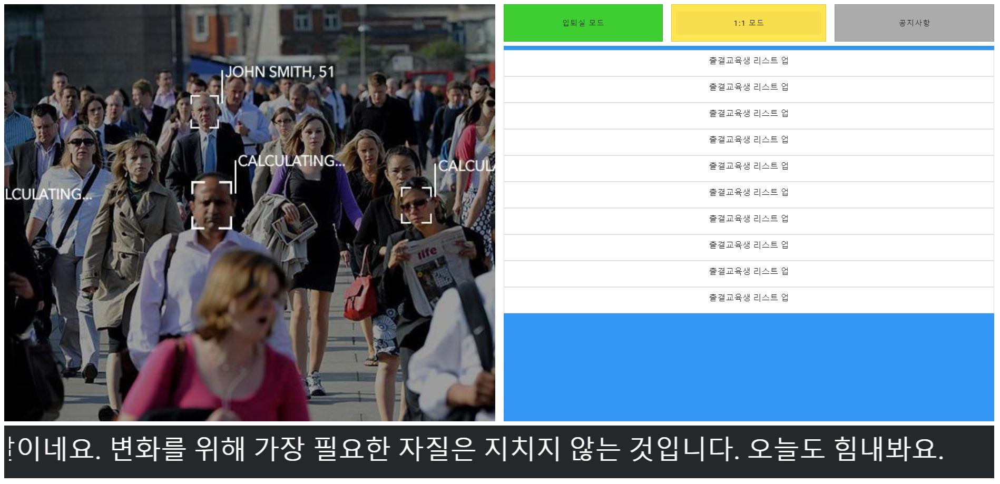 입퇴실 모드
1:1 모드
공지사항
JOHN SMITH, 51
CALCULATING...
CALCULA
LCULATING...
life
출결교육생 리스트 업
출결교육생 리스트 업
출결교육생 리스트 업
출결교육생 리스트 업
출결교육생 리스트 업
출결교육생 리스트 업
출결교육생 리스트 업
출결교육생 리스트 업
출결교육생 리스트 업
출결교육생 리스트 업
이네요. 변화를 위해 가장 필요한 자질은 지치지 않는 것입니다. 오늘도 힘내봐요.